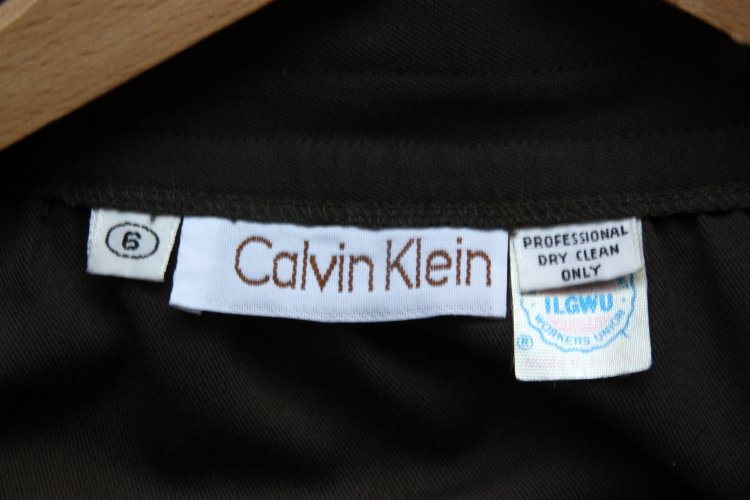 6
Calvin Klein
PROFESSIONAL
DRY CLEAN
ONLY
ILGWU
WORKERS UNION
®